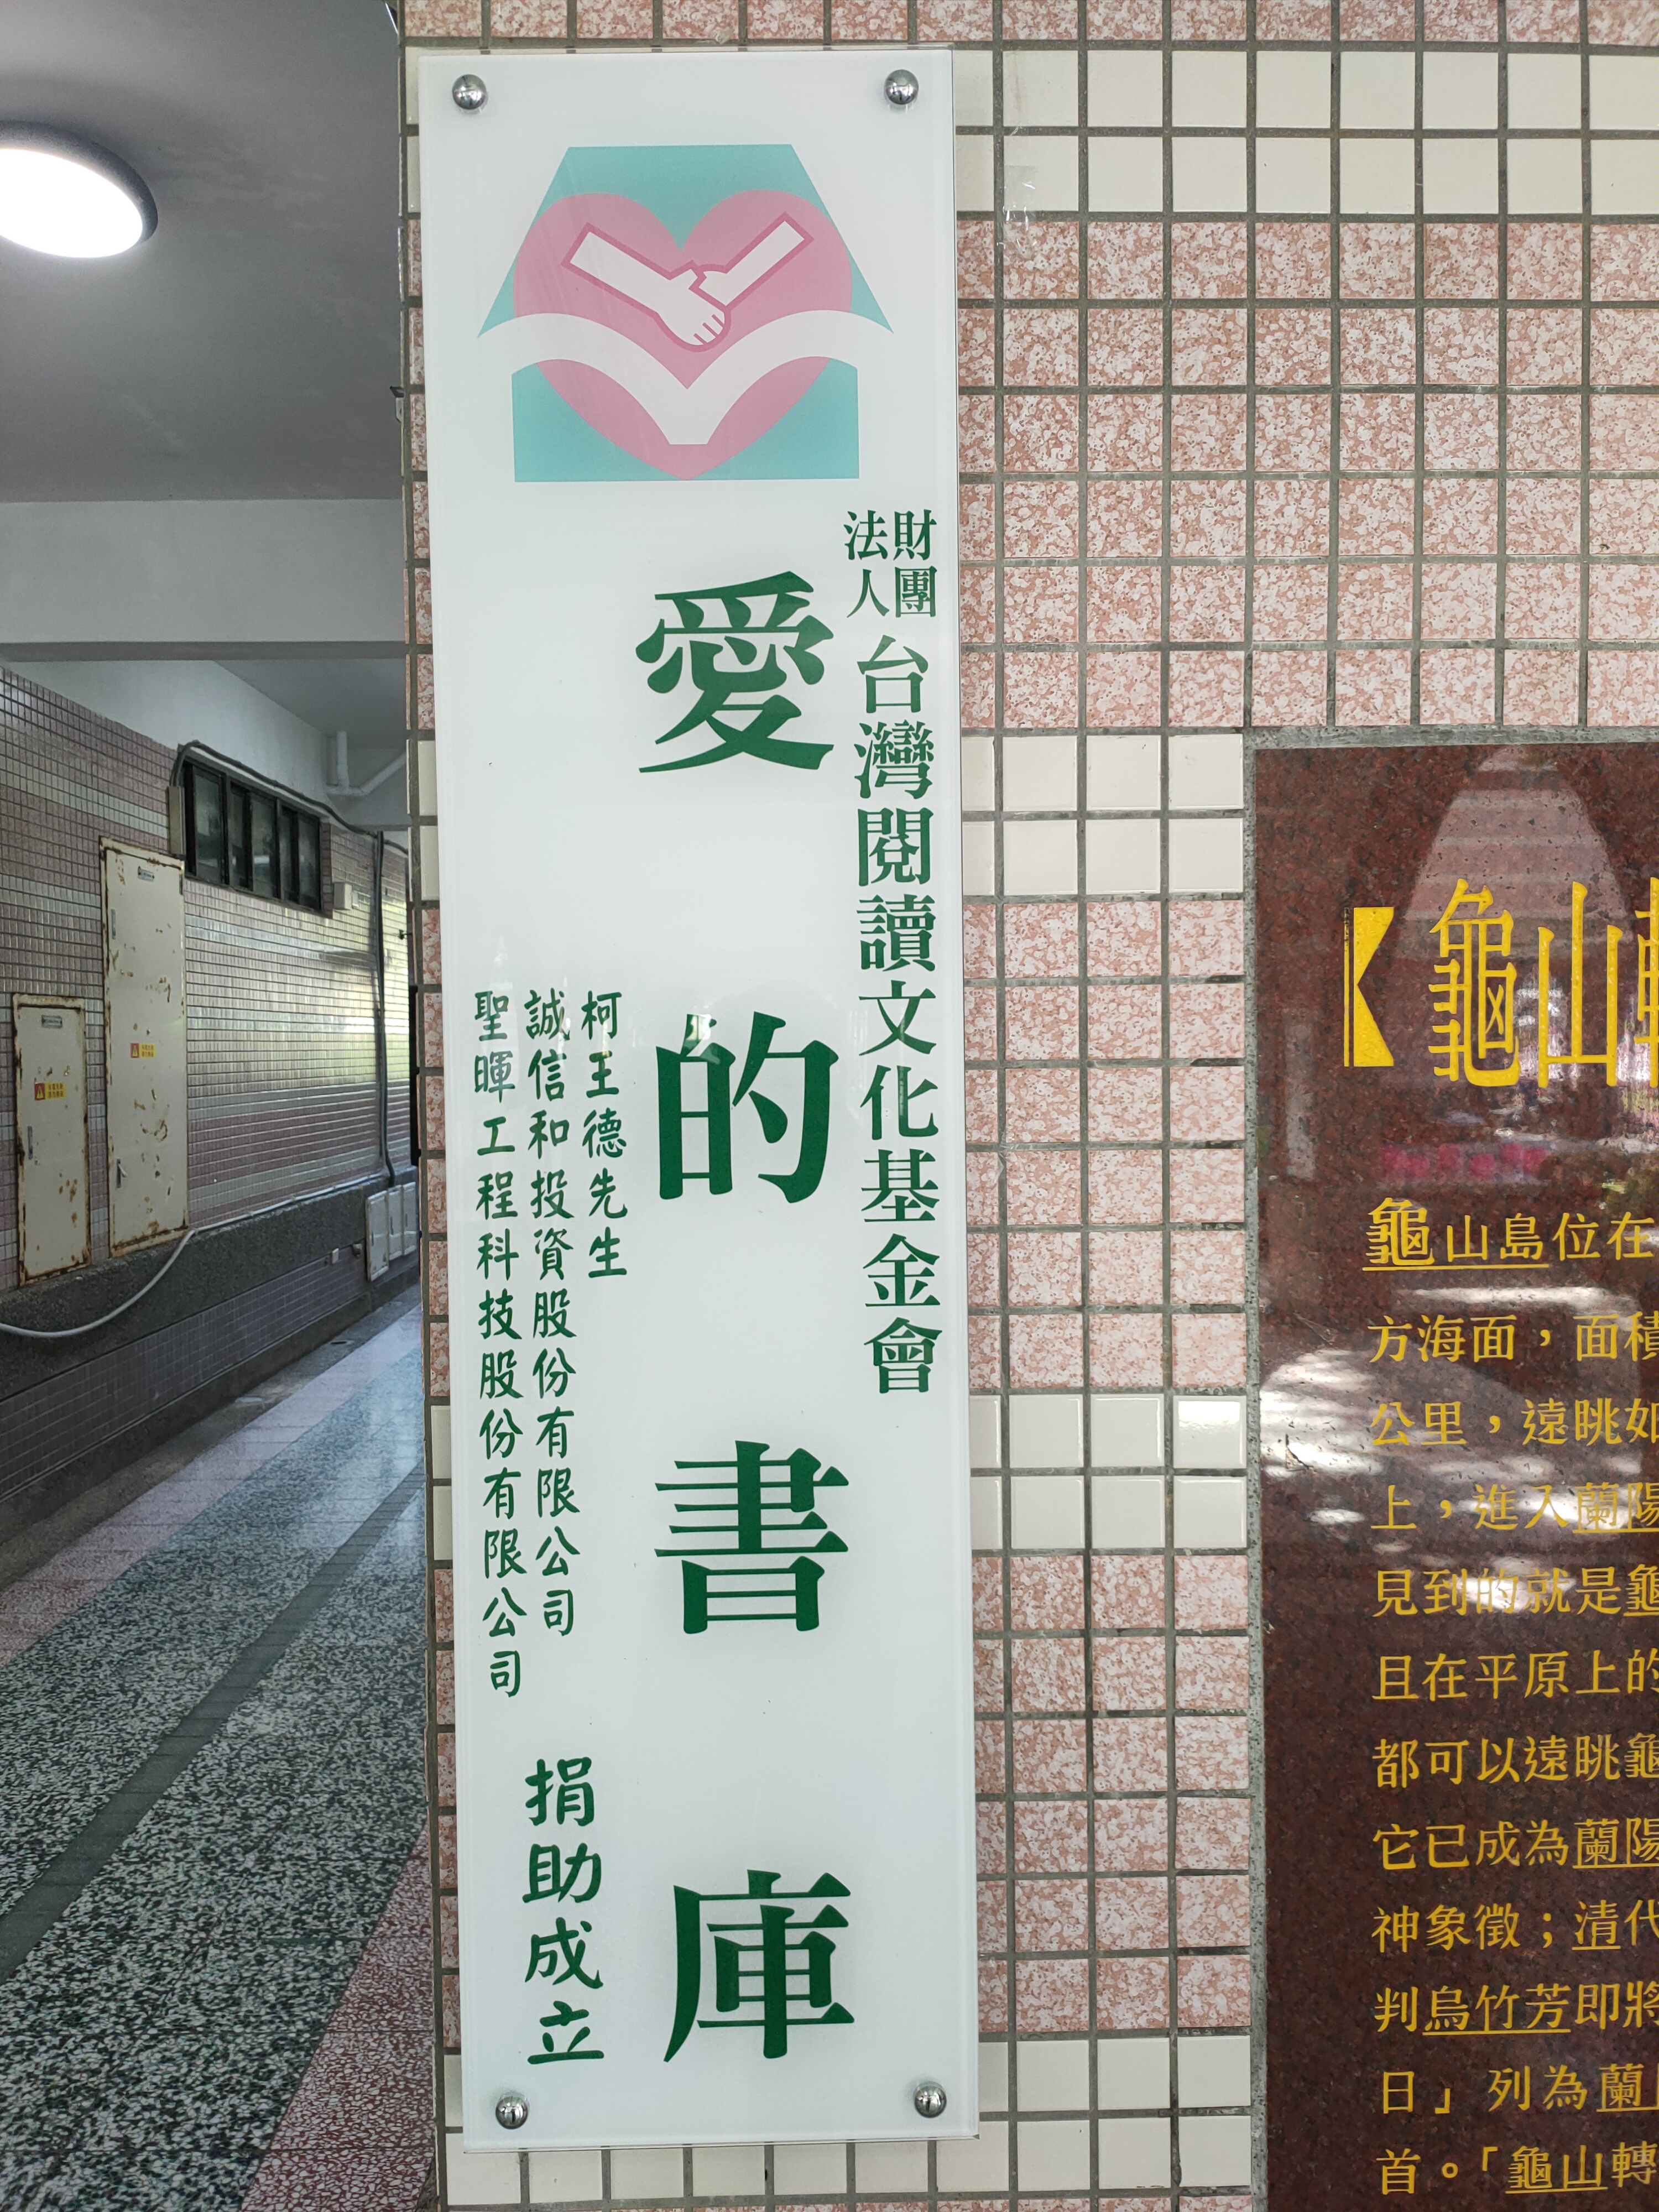 財團
法人
台灣閱讀文化基金會
愛的書庫
柯王德先生
誠信和投資股份有限公司
聖暉工程科技股份有限公司
捐助成立
【龜山
龜山島位在
方海面，面積
公里，遠眺如
上，進入蘭陽
見到的就是龜
且在平原上的
都可以遠眺龜
它已成為蘭陽
神象徵；清代
判烏竹芳即將
日」列為蘭
首。「龜山轉